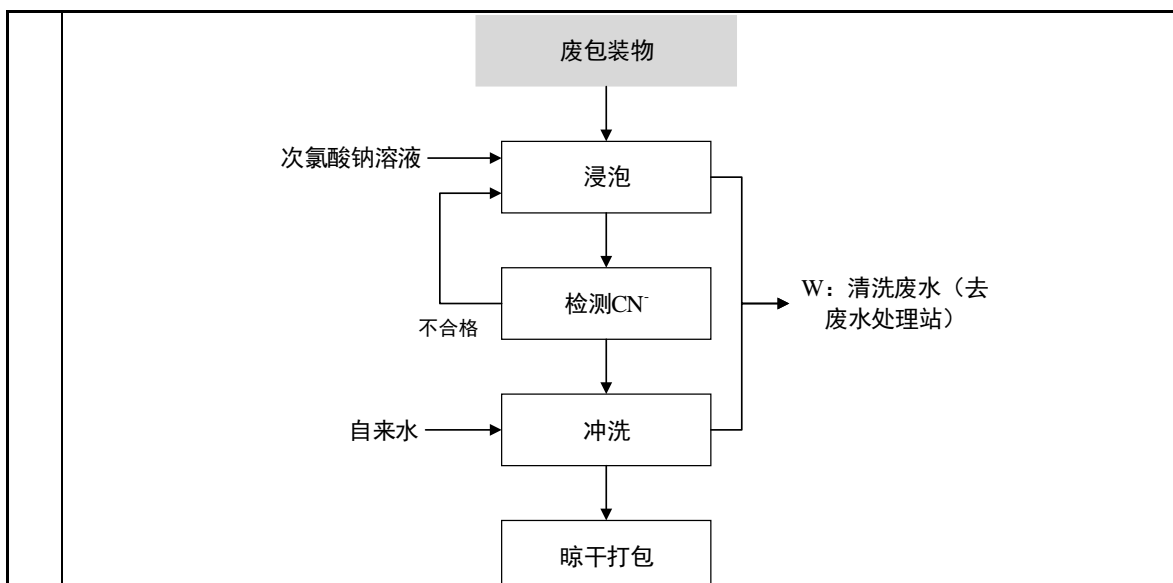 废包装物
次氯酸钠溶液
浸泡
检测CN⁻
不合格
W：清洗废水（去
废水处理站）
自来水
冲洗
晾干打包